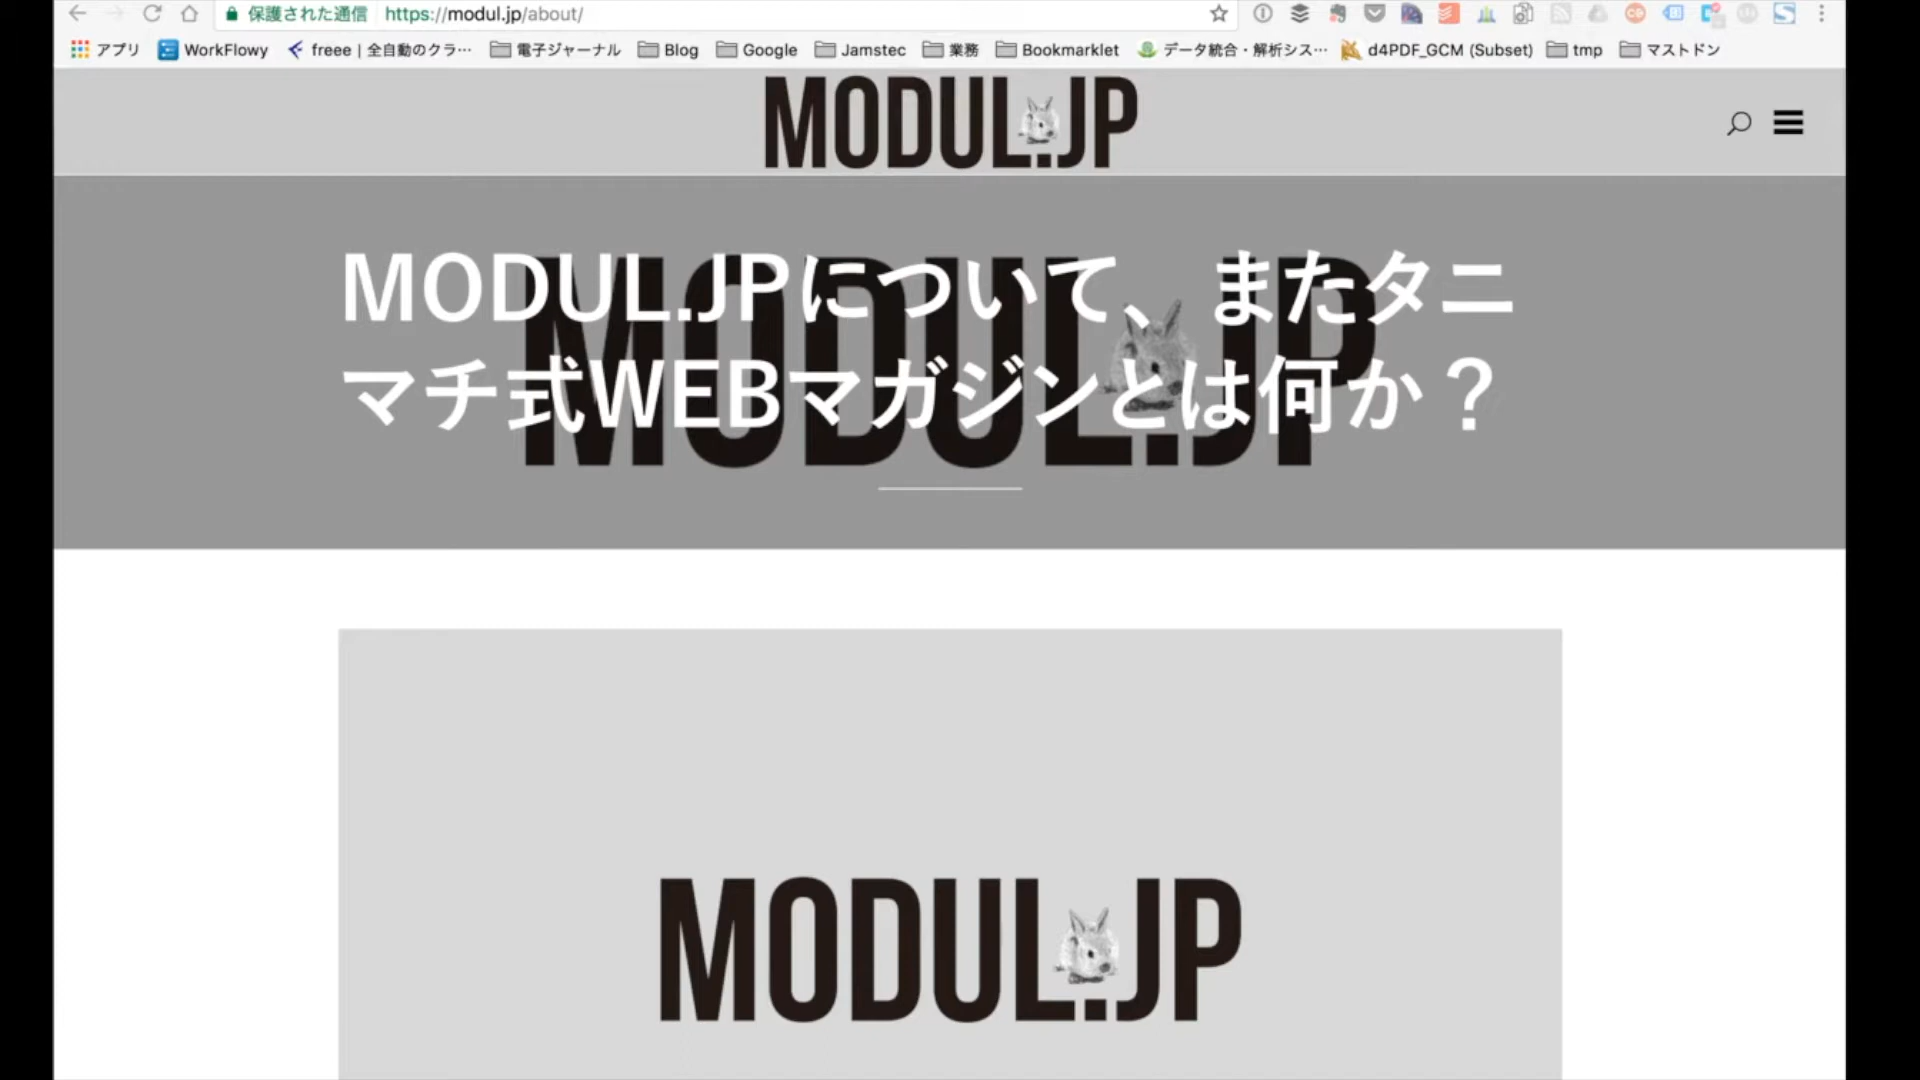 保護された通信 https://modul.jp/about/
アプリ WorkFlowy freee | 全自動のクラ… 電子ジャーナル Blog Google Jamstec 業務 Bookmarklet データ統合・解析シス… d4PDF_GCM (Subset) tmp マストドン
MODUL.JP
MODUL.JPについて、またタニ
マチ式WEBマガジンとは何か？
MODUL.JP
MODUL.JP